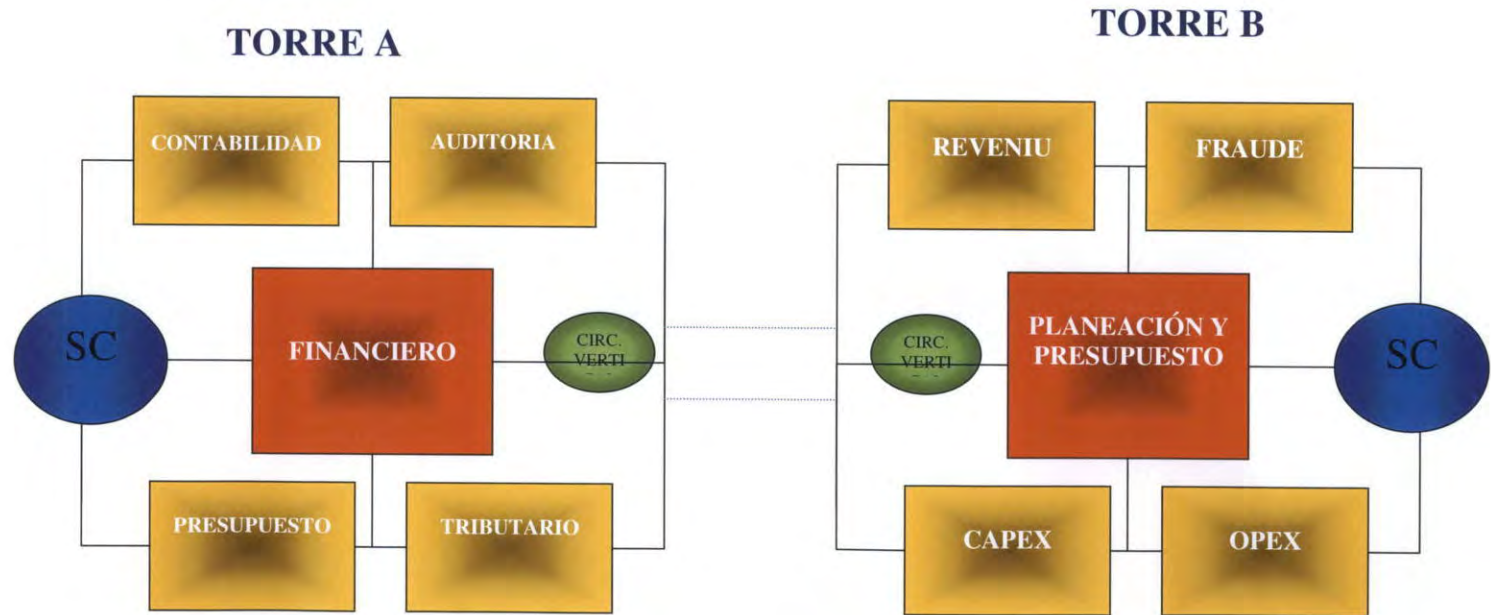 TORRE A
TORRE B
CONTABILIDAD
AUDITORIA
REVENIU
FRAUDE
SC
FINANCIERO
CIRC.
VERTI
CIRC.
VERTI
PLANEACIÓN Y
PRESUPUESTO
SC
PRESUPUESTO
TRIBUTARIO
CAPEX
OPEX